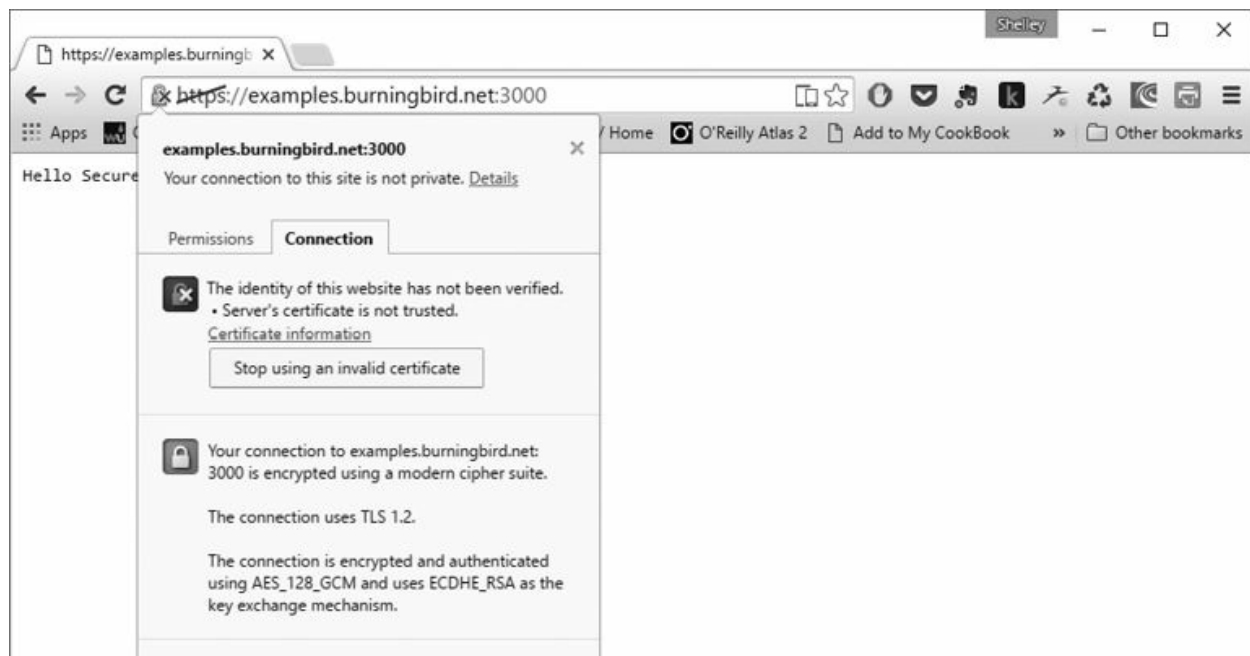 Shelley
https://examples.burningb
https://examples.burningbird.net:3000
Apps / Home O'Reilly Atlas 2 Add to My CookBook » Other bookmarks
Hello Secure
examples.burningbird.net:3000
Your connection to this site is not private. Details
Permissions Connection
The identity of this website has not been verified.
• Server's certificate is not trusted.
Certificate information
Stop using an invalid certificate
Your connection to examples.burningbird.net:
3000 is encrypted using a modern cipher suite.
The connection uses TLS 1.2.
The connection is encrypted and authenticated
using AES_128_GCM and uses ECDHE_RSA as the
key exchange mechanism.